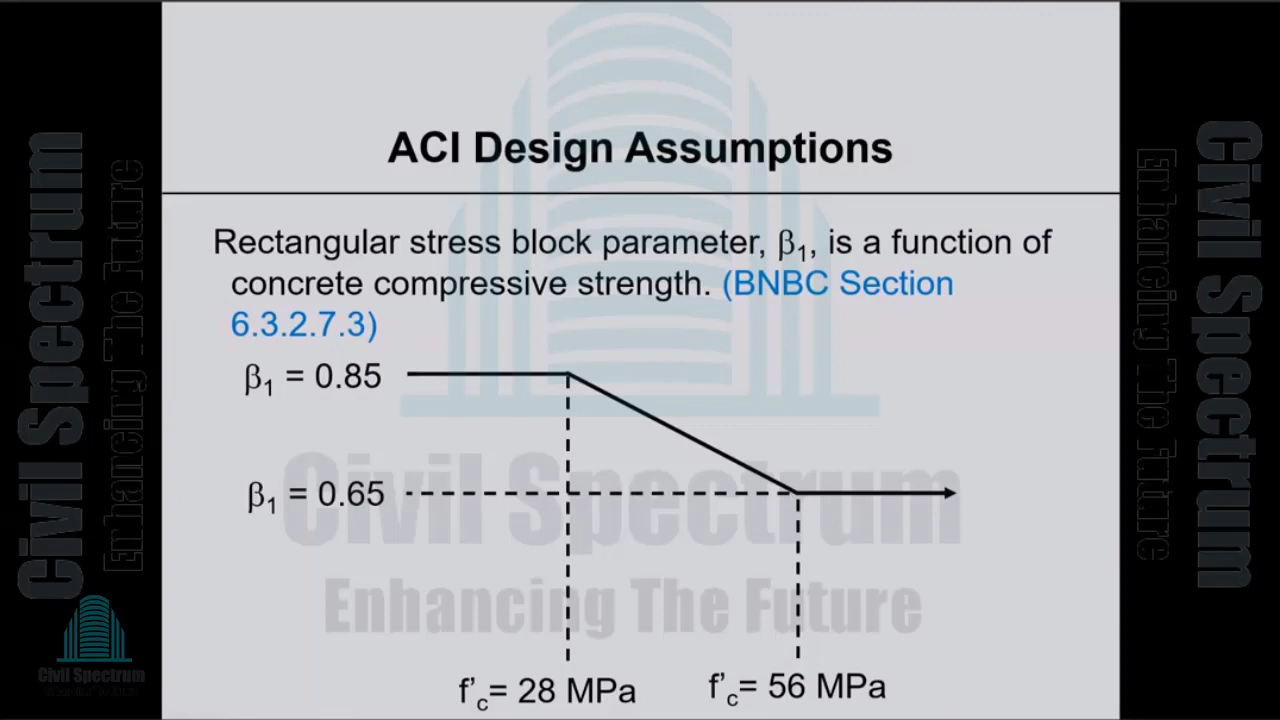 ACI Design Assumptions
Rectangular stress block parameter, β₁, is a function of
concrete compressive strength. (BNBC Section
6.3.2.7.3)
β₁ = 0.85
β₁ = 0.65
f’c= 28 MPa
f’c= 56 MPa
Civil Spectrum
Enhancing The Future
Civil Spectrum
Enhancing The Future
Civil Spectrum
Enhancing The Future
Civil Spectrum